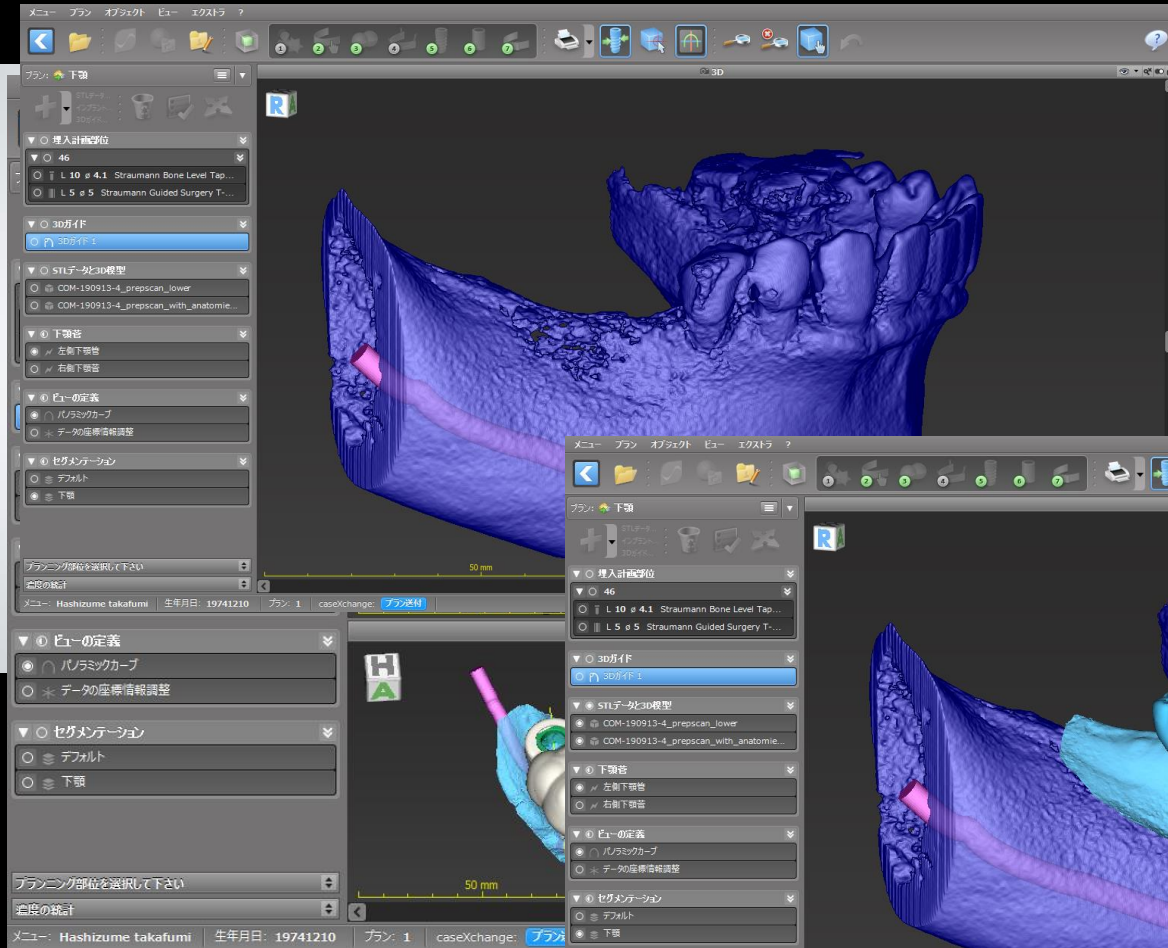 メニュー プラン オブジェクト ビュー エクストラ ?
1 2 3 4 5 6 7
?
プラン: 下顎
3D
R A
埋入計画部位
46
L 10 ø 4.1 Straumann Bone Level Tap...
L 5 ø 5 Straumann Guided Surgery T-...
3Dガイド
3Dガイド 1
STLデータと3D模型
COM-190913-4_prepscan_lower
COM-190913-4_prepscan_with_anatomie...
下顎管
左側下顎管
右側下顎管
ビューの定義
パノラミックカーブ
データの座標情報調整
セグメンテーション
デフォルト
下顎
プランニング部位を選択して下さい
濃度の統計
50 mm
メニュー: Hashizume takafumi 生年月日: 19741210 プラン: 1 caseXchange: プラン送付
ビューの定義
パノラミックカーブ
データの座標情報調整
セグメンテーション
デフォルト
下顎
プランニング部位を選択して下さい
濃度の統計
H A
50 mm
メニュー: Hashizume takafumi 生年月日: 19741210 プラン: 1 caseXchange:
メニュー プラン オブジェクト ビュー エクストラ ?
1 2 3 4 5 6 7
プラン: 下顎
R A
埋入計画部位
46
L 10 ø 4.1 Straumann Bone Level Tap...
L 5 ø 5 Straumann Guided Surgery T-...
3Dガイド
3Dガイド 1
STLデータと3D模型
COM-190913-4_prepscan_lower
COM-190913-4_prepscan_with_anatomie...
下顎管
左側下顎管
右側下顎管
ビューの定義
パノラミックカーブ
データの座標情報調整
セグメンテーション
デフォルト
下顎